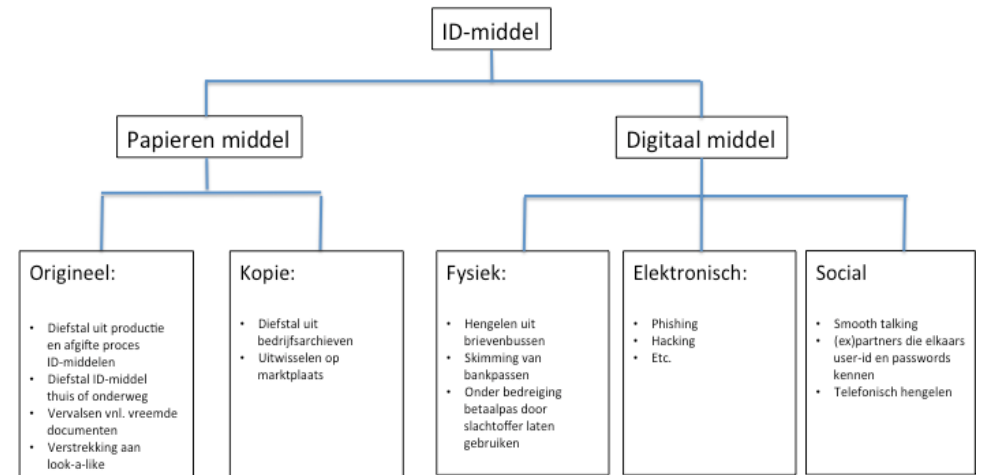 ID-middel
Papieren middel
Digitaal middel
Origineel:
• Diefstal uit productie
en afgifte proces
ID-middelen
• Diefstal ID-middel
thuis of onderweg
• Vervalsen vnl. vreemde
documenten
• Verstrekking aan
look-a-like
Kopie:
• Diefstal uit
bedrijfsarchieven
• Uitwisselen op
marktplaats
Fysiek:
• Hengelen uit
brievenbussen
• Skimming van
bankpassen
• Onder bedreiging
betaalpas door
slachtoffer laten
gebruiken
Elektronisch:
• Phishing
• Hacking
• Etc.
Social
• Smooth talking
• (ex)partners die elkaars
user-id en passwords
kennen
• Telefonisch hengelen